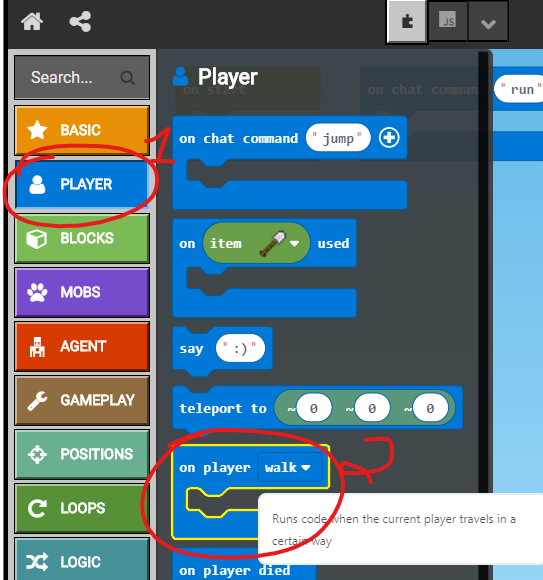 JS
Search...
BASIC
PLAYER
BLOCKS
MOBS
AGENT
GAMEPLAY
POSITIONS
LOOPS
LOGIC
Player
on start
on chat command "run"
1
on chat command "jump"
on item used
say ":)"
teleport to ~0 ~0 ~0
2
on player walk
Runs code when the current player travels in a
certain way
on player died